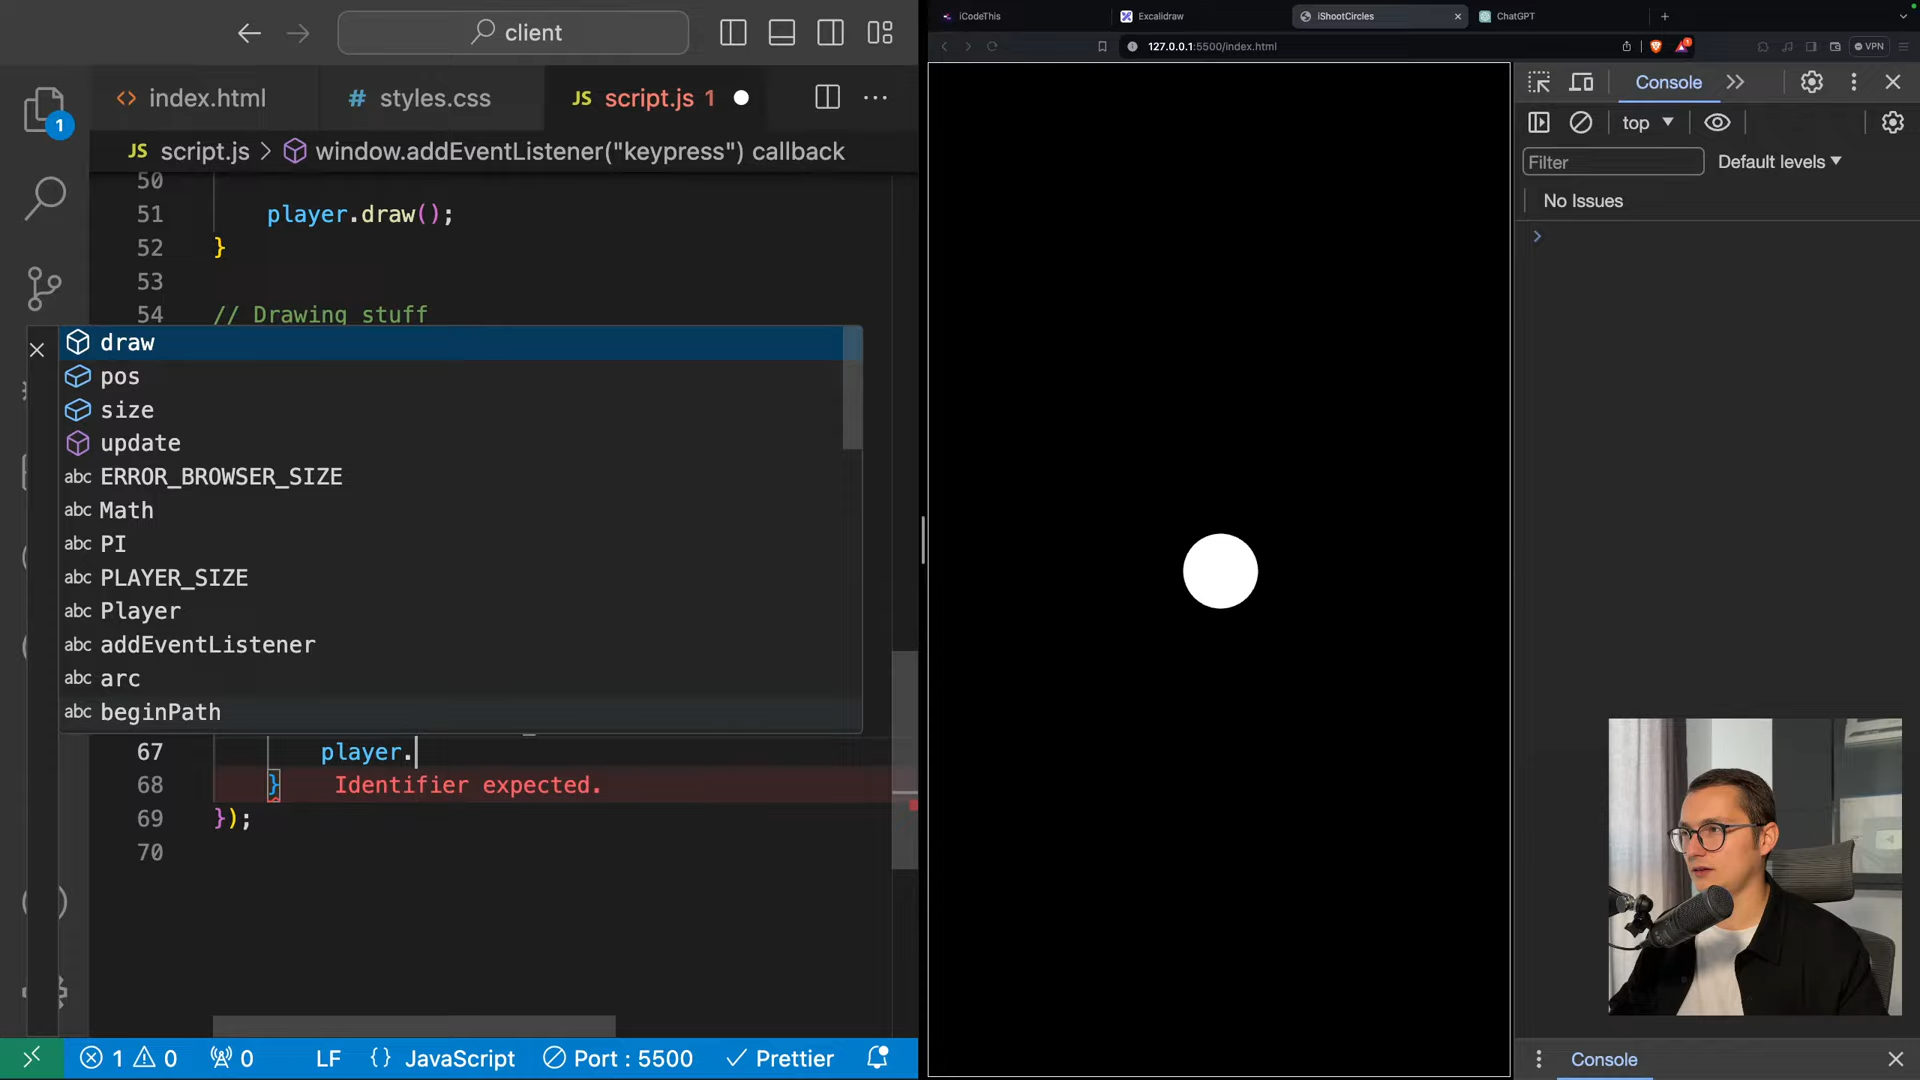 client
index.html
# styles.css
JS script.js 1
1
JS script.js > window.addEventListener("keypress") callback
50
51 player.draw();
52 }
53
54 // Drawing stuff
draw
pos
size
update
abc ERROR_BROWSER_SIZE
abc Math
abc PI
abc PLAYER_SIZE
abc Player
abc addEventListener
abc arc
abc beginPath
67 player.
68 } Identifier expected.
69 });
70
1 0 0 LF {} JavaScript Port : 5500 Prettier
iCodeThis
Excalidraw
iShootCircles
ChatGPT
127.0.0.1:5500/index.html
1
VPN
Console
top
Filter
Default levels
No Issues
Console